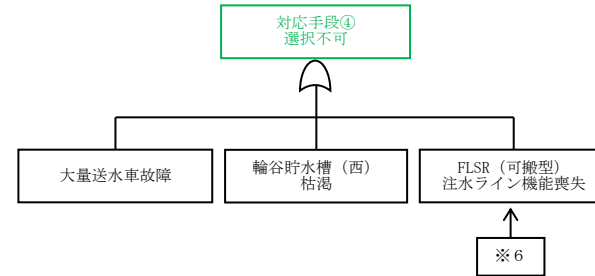 対応手段④
選択不可
大量送水車故障
輪谷貯水槽（西）
枯渇
FLSR（可搬型）
注水ライン機能喪失
※６